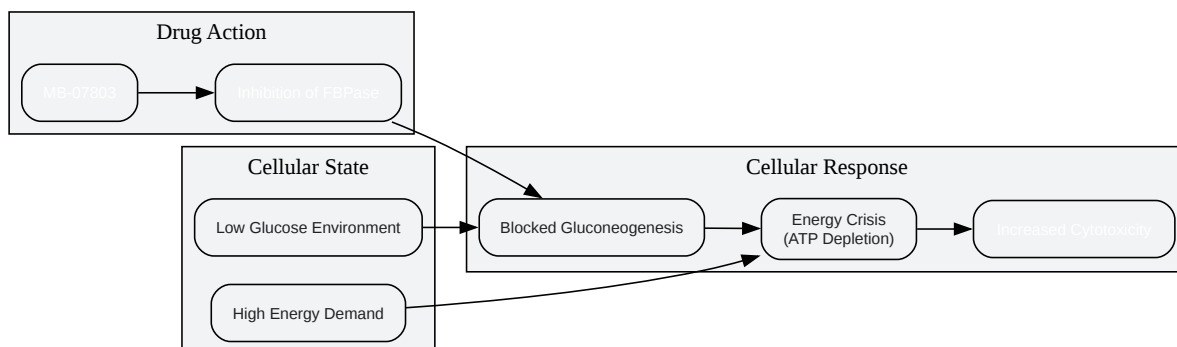 Drug Action
MB-07803
Inhibition of FBPase
Cellular State
Low Glucose Environment
High Energy Demand
Cellular Response
Blocked Gluconeogenesis
Energy Crisis
(ATP Depletion)
Increased Cytotoxicity